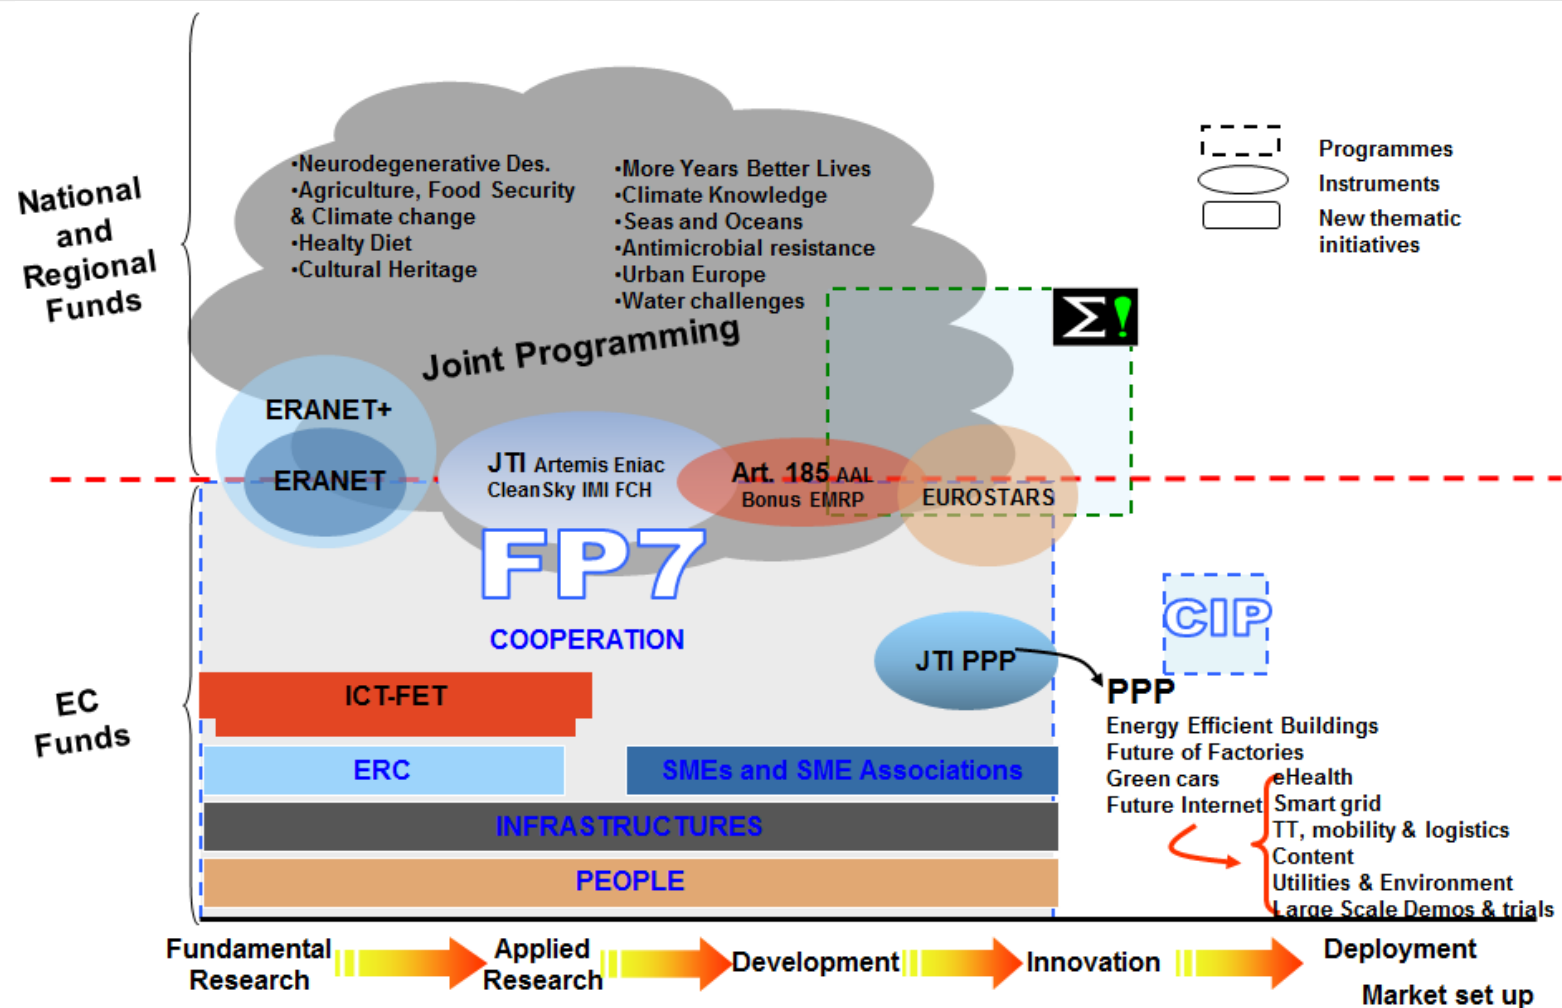 National
and
Regional
Funds
•Neurodegenerative Des.
•Agriculture, Food Security
& Climate change
•Healty Diet
•Cultural Heritage
•More Years Better Lives
•Climate Knowledge
•Seas and Oceans
•Antimicrobial resistance
•Urban Europe
•Water challenges
Joint Programming
Programmes
Instruments
New thematic
initiatives
Σ!
ERANET+
ERANET
JTI Artemis Eniac
CleanSky IMI FCH
Art. 185 AAL
Bonus EMRP
EUROSTARS
FP7
COOPERATION
CIP
EC
Funds
ICT-FET
JTI PPP
PPP
Energy Efficient Buildings
Future of Factories
Green cars
Future Internet
eHealth
Smart grid
TT, mobility & logistics
Content
Utilities & Environment
Large Scale Demos & trials
ERC
SMEs and SME Associations
INFRASTRUCTURES
PEOPLE
Fundamental
Research
Applied
Research
Development
Innovation
Deployment
Market set up